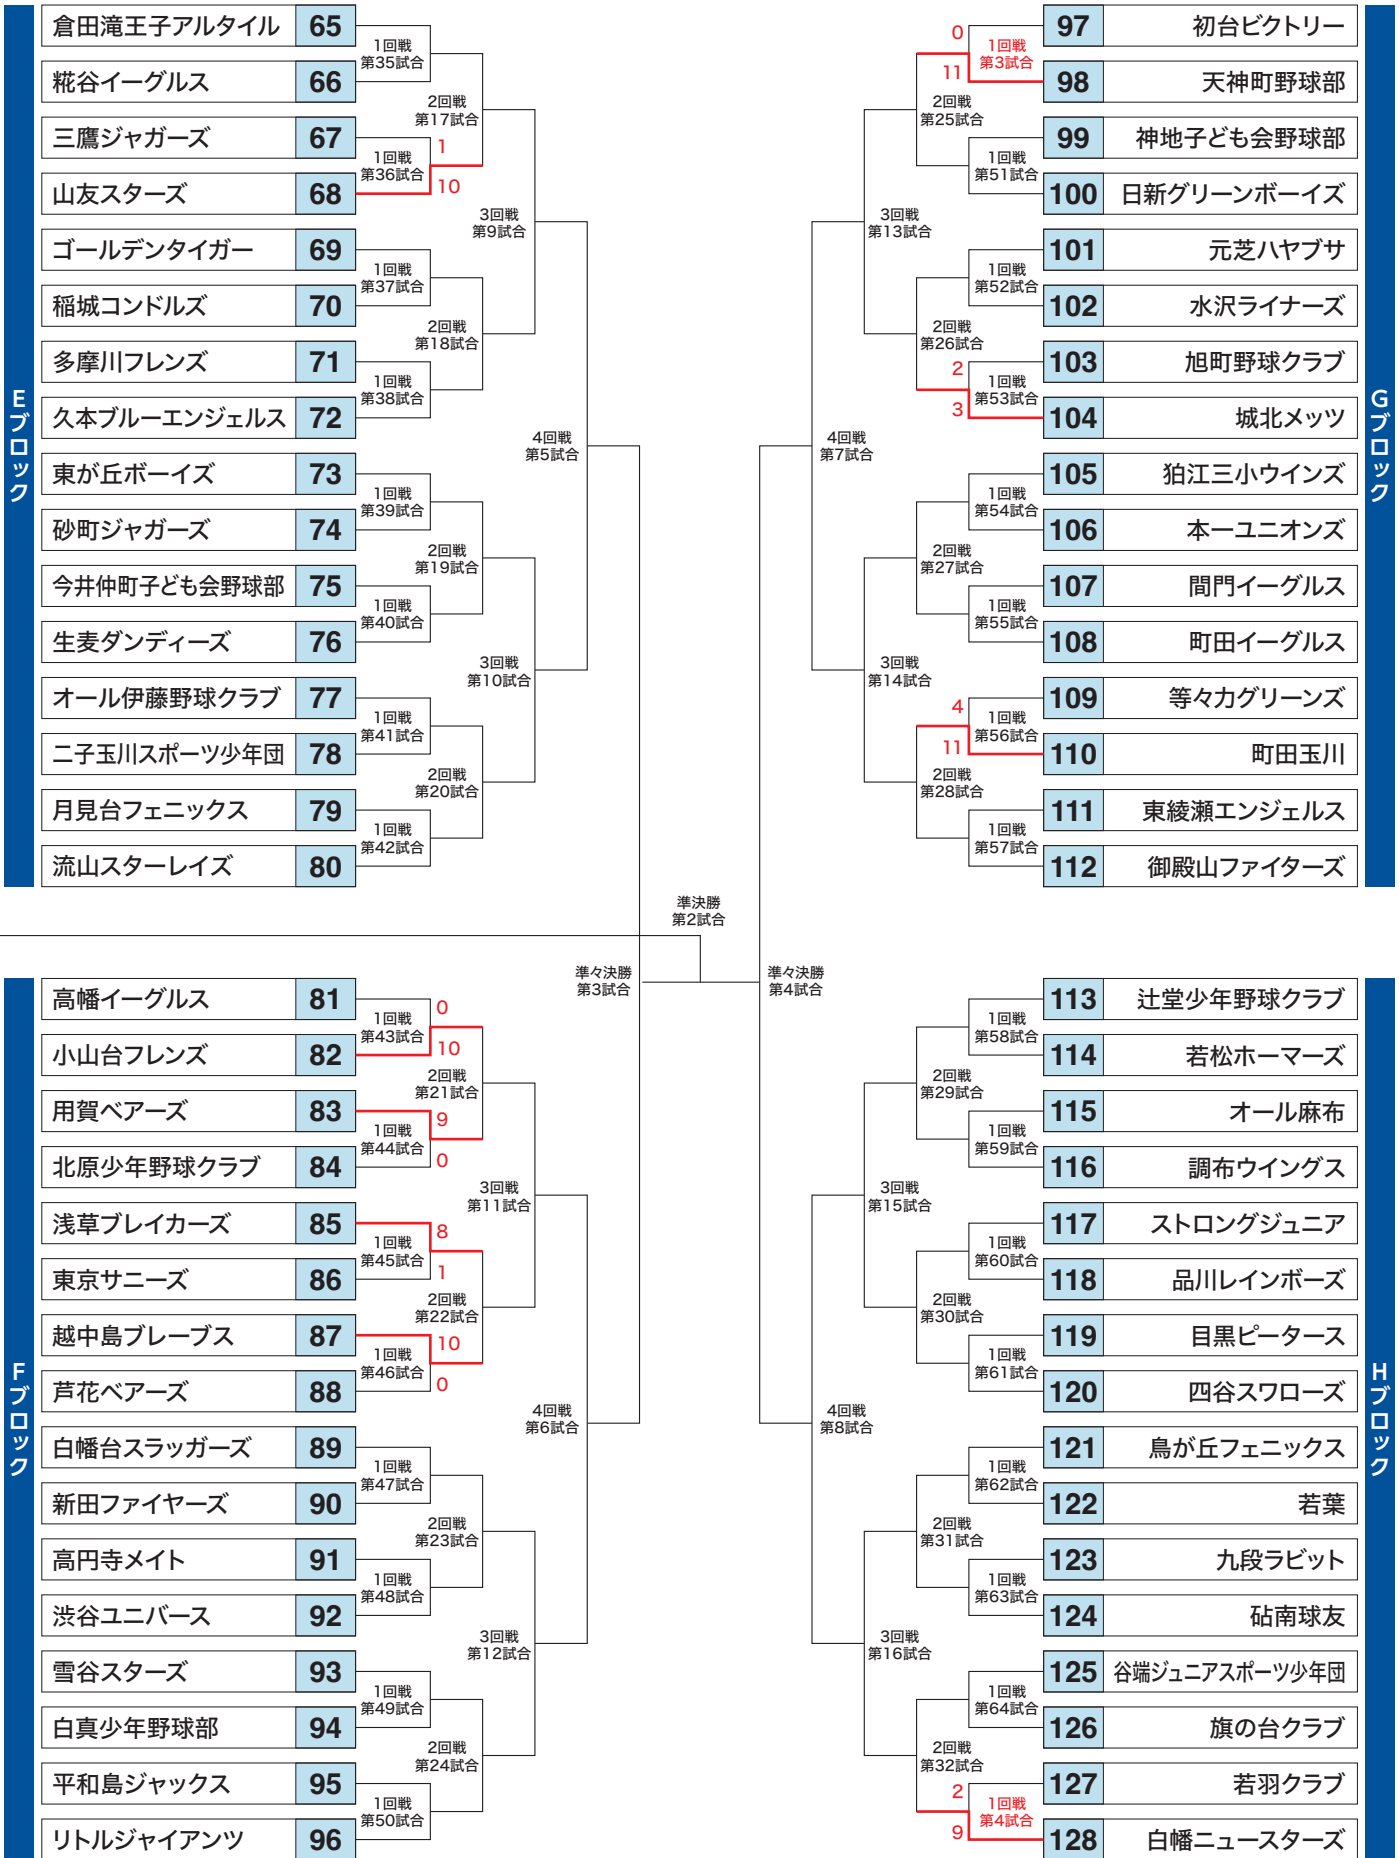 Eブロック
倉田滝王子アルタイル 65
糀谷イーグルス 66
三鷹ジャガーズ 67
山友スターズ 68
ゴールデンタイガー 69
稲城コンドルズ 70
多摩川フレンズ 71
久本ブルーエンジェルス 72
東が丘ボーイズ 73
砂町ジャガーズ 74
今井仲町子ども会野球部 75
生麦ダンディーズ 76
オール伊藤野球クラブ 77
二子玉川スポーツ少年団 78
月見台フェニックス 79
流山スターレイズ 80
1回戦
第35試合
1回戦
第36試合
1
10
1回戦
第37試合
1回戦
第38試合
1回戦
第39試合
1回戦
第40試合
1回戦
第41試合
1回戦
第42試合
2回戦
第17試合
2回戦
第18試合
2回戦
第19試合
2回戦
第20試合
3回戦
第9試合
3回戦
第10試合
4回戦
第5試合
Gブロック
97 初台ビクトリー
98 天神町野球部
99 神地子ども会野球部
100 日新グリーンボーイズ
101 元芝ハヤブサ
102 水沢ライナーズ
103 旭町野球クラブ
104 城北メッツ
105 狛江三小ウインズ
106 本一ユニオンズ
107 間門イーグルス
108 町田イーグルス
109 等々力グリーンズ
110 町田玉川
111 東綾瀬エンジェルス
112 御殿山ファイターズ
0
11
1回戦
第3試合
1回戦
第51試合
1回戦
第52試合
2
3
1回戦
第53試合
1回戦
第54試合
1回戦
第55試合
4
11
1回戦
第56試合
1回戦
第57試合
2回戦
第25試合
2回戦
第26試合
2回戦
第27試合
2回戦
第28試合
3回戦
第13試合
3回戦
第14試合
4回戦
第7試合
準決勝
第2試合
準々決勝
第3試合
準々決勝
第4試合
Fブロック
高幡イーグルス 81
小山台フレンズ 82
用賀ベアーズ 83
北原少年野球クラブ 84
浅草ブレイカーズ 85
東京サニーズ 86
越中島ブレーブス 87
芦花ベアーズ 88
白幡台スラッガーズ 89
新田ファイヤーズ 90
高円寺メイト 91
渋谷ユニバース 92
雪谷スターズ 93
白真少年野球部 94
平和島ジャックス 95
リトルジャイアンツ 96
1回戦
第43試合
0
10
1回戦
第44試合
9
0
1回戦
第45試合
8
1
1回戦
第46試合
10
0
1回戦
第47試合
1回戦
第48試合
1回戦
第49試合
1回戦
第50試合
2回戦
第21試合
2回戦
第22試合
2回戦
第23試合
2回戦
第24試合
3回戦
第11試合
3回戦
第12試合
4回戦
第6試合
Hブロック
113 辻堂少年野球クラブ
114 若松ホーマーズ
115 オール麻布
116 調布ウイングス
117 ストロングジュニア
118 品川レインボーズ
119 目黒ピータース
120 四谷スワローズ
121 鳥が丘フェニックス
122 若葉
123 九段ラビット
124 砧南球友
125 谷端ジュニアスポーツ少年団
126 旗の台クラブ
127 若羽クラブ
128 白幡ニュースターズ
1回戦
第58試合
1回戦
第59試合
1回戦
第60試合
1回戦
第61試合
1回戦
第62試合
1回戦
第63試合
1回戦
第64試合
2
9
1回戦
第4試合
2回戦
第29試合
2回戦
第30試合
2回戦
第31試合
2回戦
第32試合
3回戦
第15試合
3回戦
第16試合
4回戦
第8試合